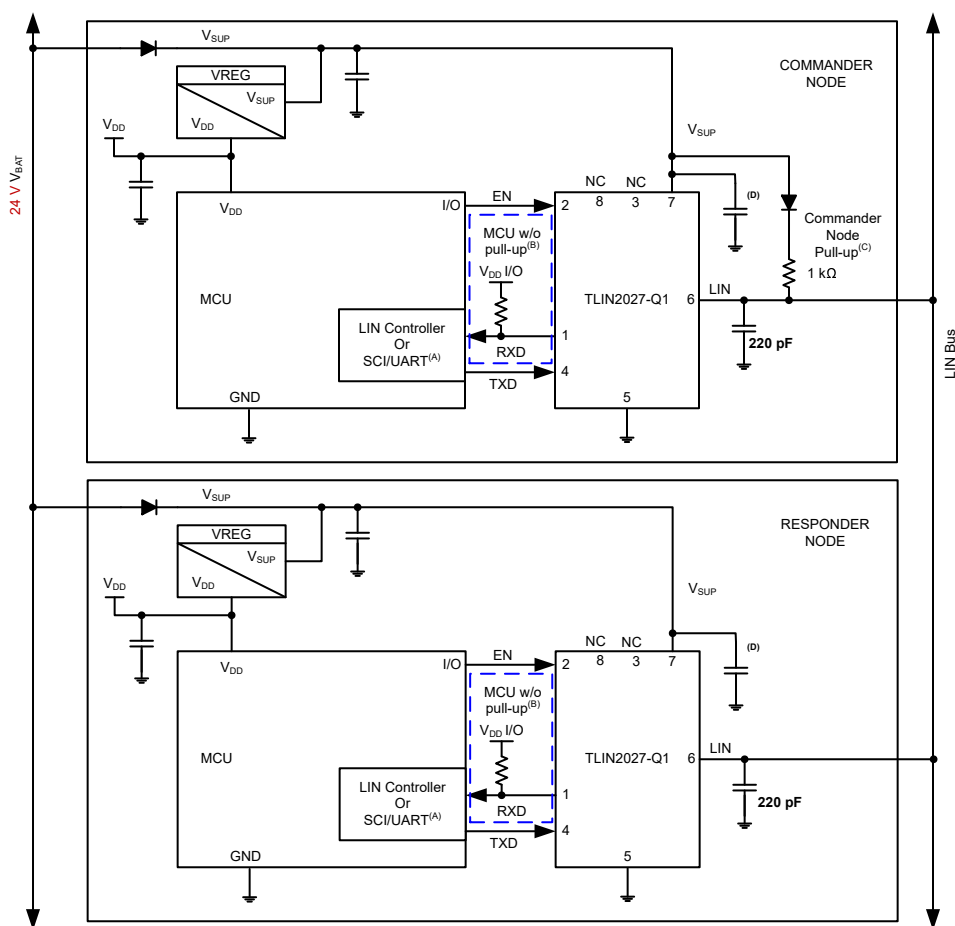 24 V VBAT
VSUP
COMMANDER
NODE
VREG
VSUP
VDD
VDD
VSUP
VDD
I/O
EN
2
NC
8
NC
3
7
(D)
MCU w/o
pull-up(B)
VDD I/O
Commander
Node
Pull-up(C)
1 kΩ
MCU
TLIN2027-Q1
6
LIN
LIN Controller
Or
SCI/UART(A)
1
RXD
4
TXD
220 pF
GND
5
LIN Bus
VSUP
RESPONDER
NODE
VREG
VSUP
VDD
VDD
VSUP
VDD
I/O
EN
2
NC
8
NC
3
7
(D)
MCU w/o
pull-up(B)
VDD I/O
MCU
TLIN2027-Q1
6
LIN
LIN Controller
Or
SCI/UART(A)
1
RXD
4
TXD
220 pF
GND
5